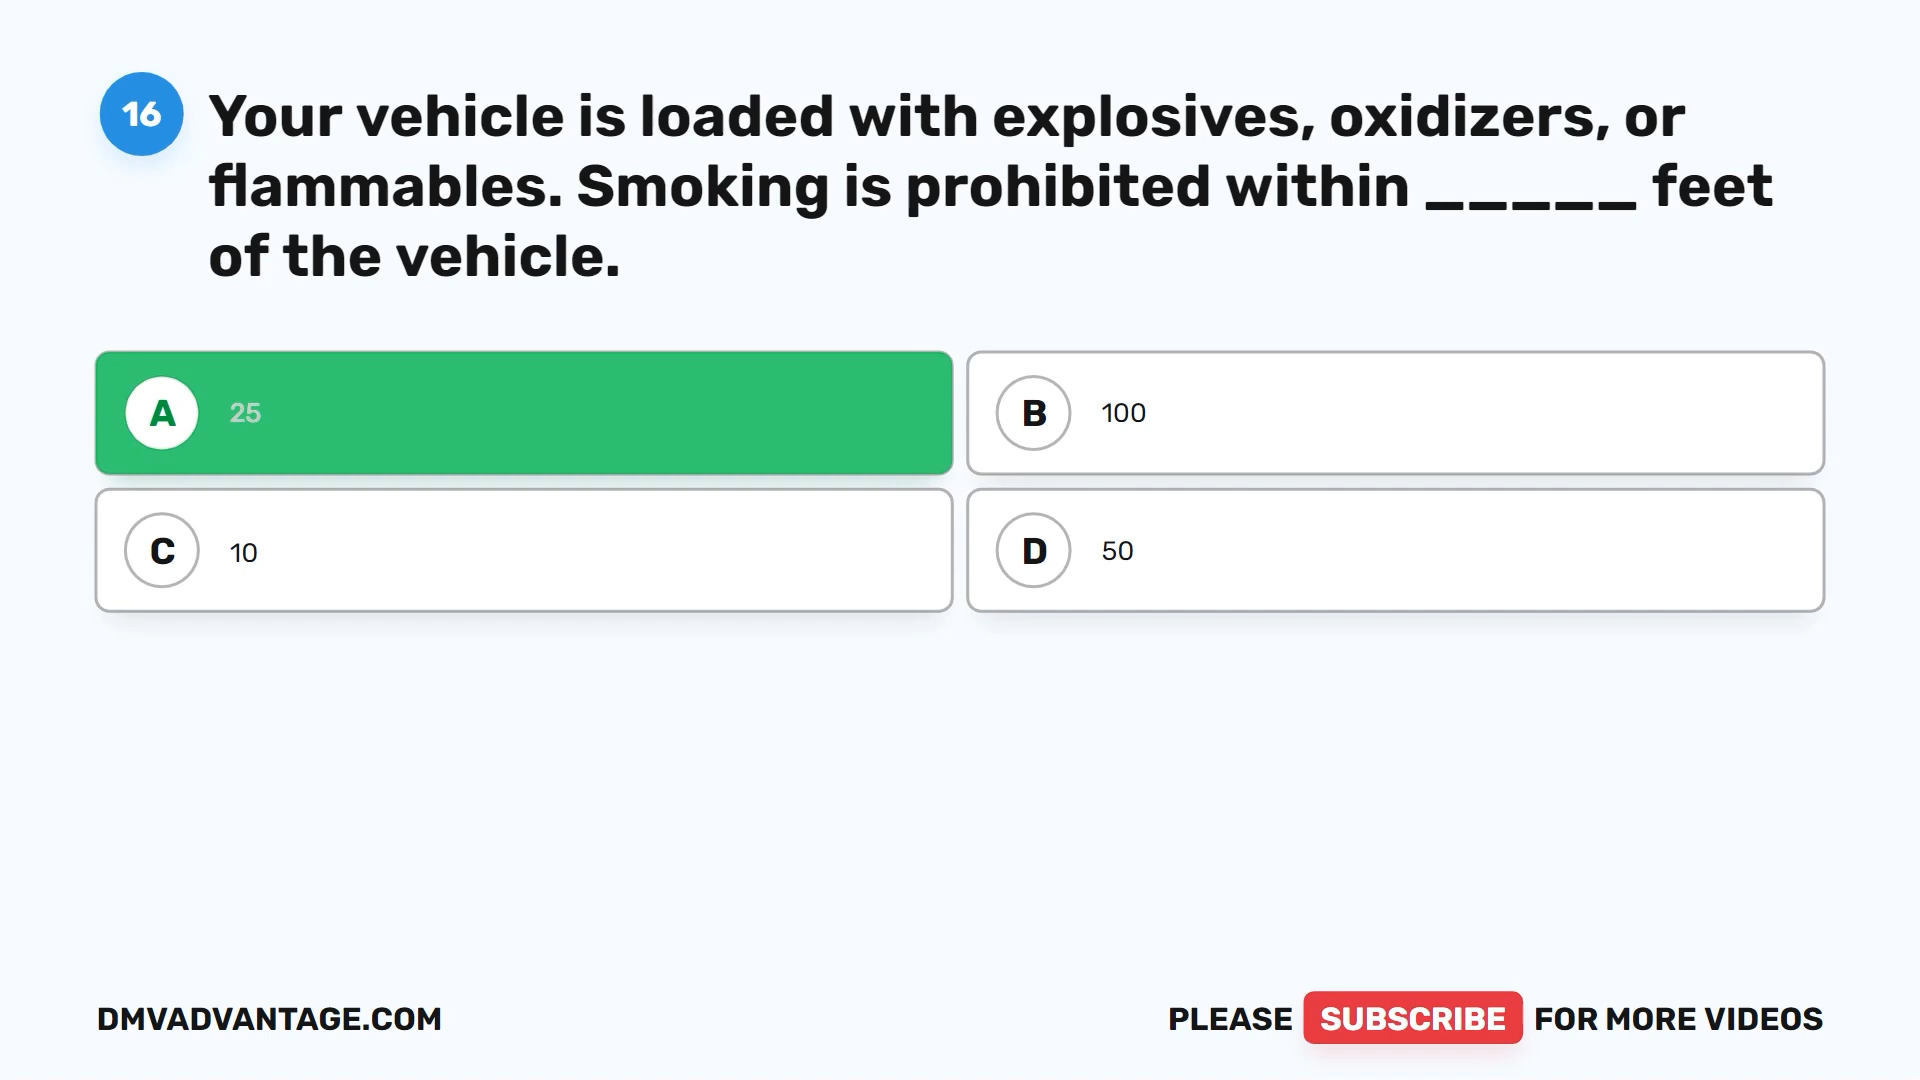 16
Your vehicle is loaded with explosives, oxidizers, or
flammables. Smoking is prohibited within _____ feet
of the vehicle.
A 25
B 100
C 10
D 50
DMVADVANTAGE.COM
PLEASE SUBSCRIBE FOR MORE VIDEOS